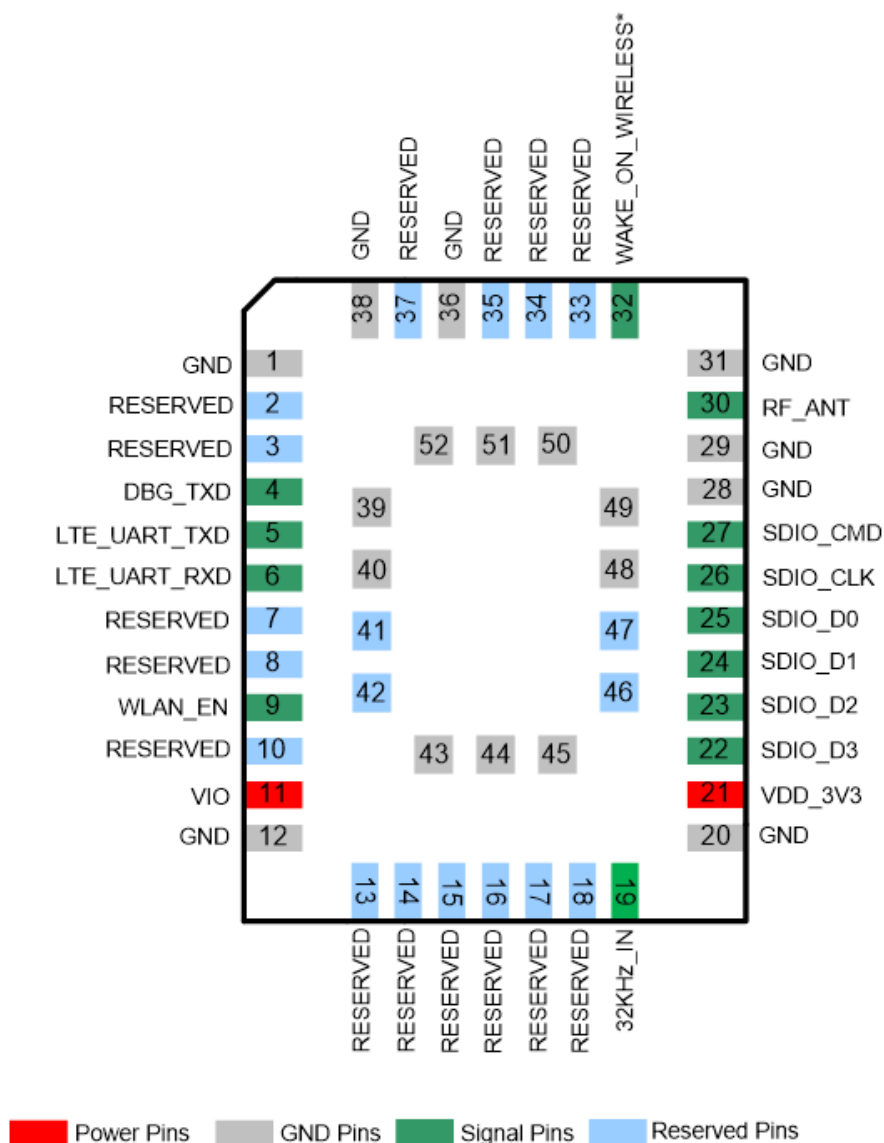 GND
RESERVED
GND
RESERVED
RESERVED
RESERVED
WAKE_ON_WIRELESS*
38
37
36
35
34
33
32
GND 1
RESERVED 2
RESERVED 3
DBG_TXD 4
LTE_UART_TXD 5
LTE_UART_RXD 6
RESERVED 7
RESERVED 8
WLAN_EN 9
RESERVED 10
VIO 11
GND 12
52 51 50
39 49
40 48
41 47
42 46
43 44 45
31 GND
30 RF_ANT
29 GND
28 GND
27 SDIO_CMD
26 SDIO_CLK
25 SDIO_D0
24 SDIO_D1
23 SDIO_D2
22 SDIO_D3
21 VDD_3V3
20 GND
13
14
15
16
17
18
19
RESERVED
RESERVED
RESERVED
RESERVED
RESERVED
RESERVED
32KHz_IN
Power Pins GND Pins Signal Pins Reserved Pins